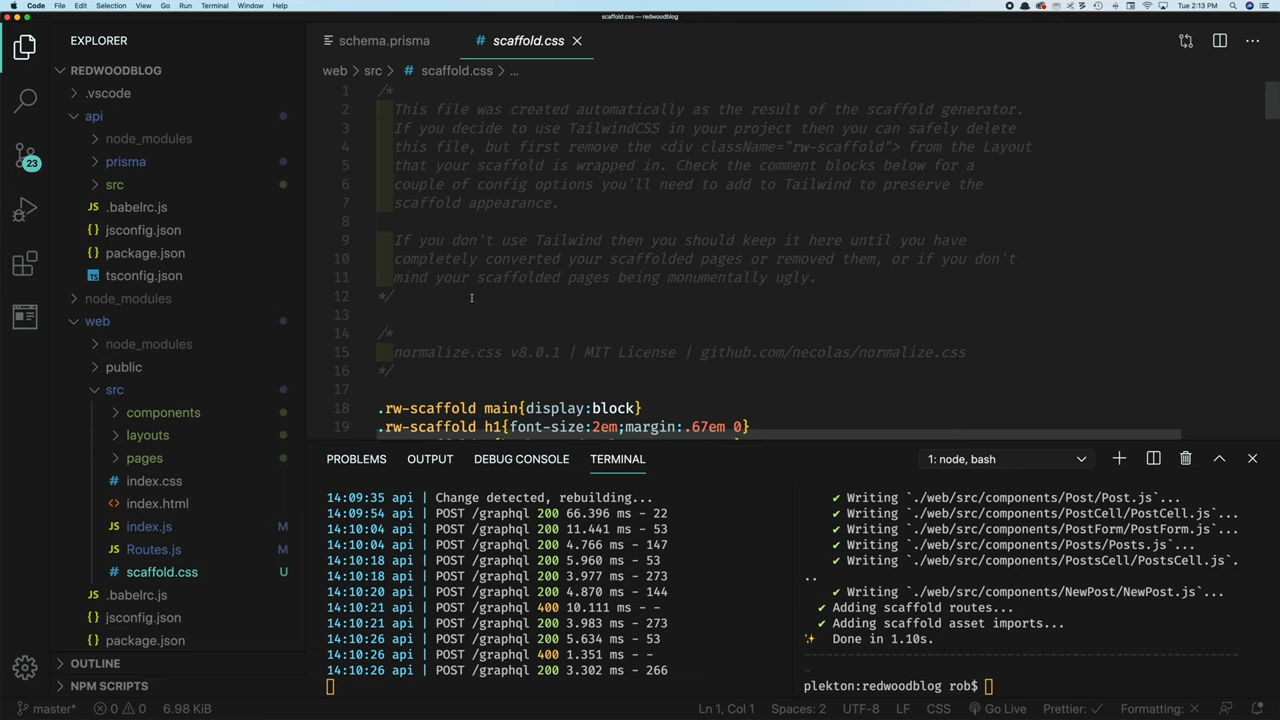 Code File Edit Selection View Go Run Terminal Window Help
Tue 2:13 PM
scaffold.css — redwoodblog
EXPLORER
REDWOODBLOG
.vscode
api
node_modules
prisma
src
.babelrc.js
jsconfig.json
package.json
tsconfig.json
node_modules
web
node_modules
public
src
components
layouts
pages
index.css
index.html
index.js M
Routes.js M
scaffold.css U
.babelrc.js
jsconfig.json
package.json
OUTLINE
NPM SCRIPTS
23
schema.prisma
# scaffold.css
web > src > # scaffold.css > ...
1 /*
2 This file was created automatically as the result of the scaffold generator.
3 If you decide to use TailwindCSS in your project then you can safely delete
4 this file, but first remove the <div className="rw-scaffold"> from the Layout
5 that your scaffold is wrapped in. Check the comment blocks below for a
6 couple of config options you'll need to add to Tailwind to preserve the
7 scaffold appearance.
8
9 If you don't use Tailwind then you should keep it here until you have
10 completely converted your scaffolded pages or removed them, or if you don't
11 mind your scaffolded pages being monumentally ugly.
12 */
13
14 /*
15 normalize.css v8.0.1 | MIT License | github.com/necolas/normalize.css
16 */
17
18 .rw-scaffold main{display:block}
19 .rw-scaffold h1{font-size:2em;margin:.67em 0}
PROBLEMS OUTPUT DEBUG CONSOLE TERMINAL
1: node, bash
14:09:35 api | Change detected, rebuilding...
14:09:54 api | POST /graphql 200 66.396 ms - 22
14:10:04 api | POST /graphql 200 11.441 ms - 53
14:10:04 api | POST /graphql 200 4.766 ms - 147
14:10:18 api | POST /graphql 200 5.960 ms - 53
14:10:18 api | POST /graphql 200 3.977 ms - 273
14:10:20 api | POST /graphql 200 4.870 ms - 144
14:10:21 api | POST /graphql 400 10.111 ms - -
14:10:21 api | POST /graphql 200 3.983 ms - 273
14:10:26 api | POST /graphql 200 5.634 ms - 53
14:10:26 api | POST /graphql 400 1.351 ms - -
14:10:26 api | POST /graphql 200 3.302 ms - 266
✔ Writing `./web/src/components/Post/Post.js`...
✔ Writing `./web/src/components/PostCell/PostCell.js`...
✔ Writing `./web/src/components/PostForm/PostForm.js`...
✔ Writing `./web/src/components/Posts/Posts.js`...
✔ Writing `./web/src/components/PostsCell/PostsCell.js`.
..
✔ Writing `./web/src/components/NewPost/NewPost.js`...
✔ Adding scaffold routes...
✔ Adding scaffold asset imports...
✨ Done in 1.10s.
plekton:redwoodblog rob$
master* 0 0 6.98 KiB
Ln 1, Col 1 Spaces: 2 UTF-8 LF CSS Go Live Prettier: ✓ Formatting: ×